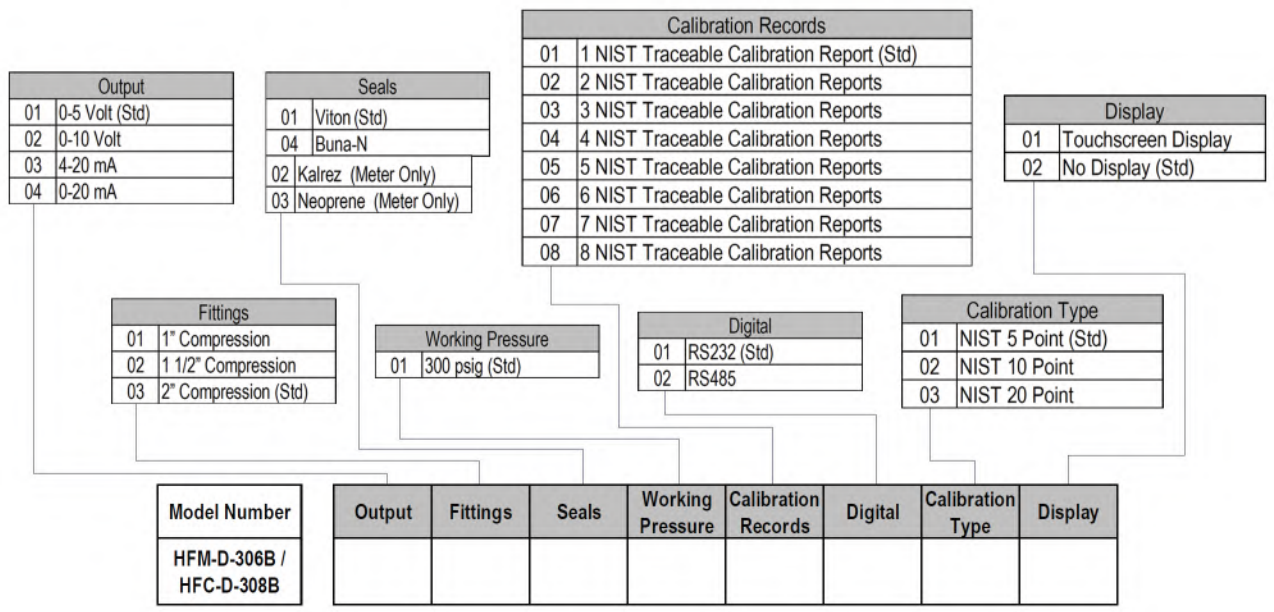 Calibration Records
01 1 NIST Traceable Calibration Report (Std)
02 2 NIST Traceable Calibration Reports
03 3 NIST Traceable Calibration Reports
04 4 NIST Traceable Calibration Reports
05 5 NIST Traceable Calibration Reports
06 6 NIST Traceable Calibration Reports
07 7 NIST Traceable Calibration Reports
08 8 NIST Traceable Calibration Reports
Output
01 0-5 Volt (Std)
02 0-10 Volt
03 4-20 mA
04 0-20 mA
Seals
01 Viton (Std)
04 Buna-N
02 Kalrez (Meter Only)
03 Neoprene (Meter Only)
Display
01 Touchscreen Display
02 No Display (Std)
Fittings
01 1” Compression
02 1 1/2” Compression
03 2” Compression (Std)
Working Pressure
01 300 psig (Std)
Digital
01 RS232 (Std)
02 RS485
Calibration Type
01 NIST 5 Point (Std)
02 NIST 10 Point
03 NIST 20 Point
Model Number
Output
Fittings
Seals
Working
Pressure
Calibration
Records
Digital
Calibration
Type
Display
HFM-D-306B /
HFC-D-308B